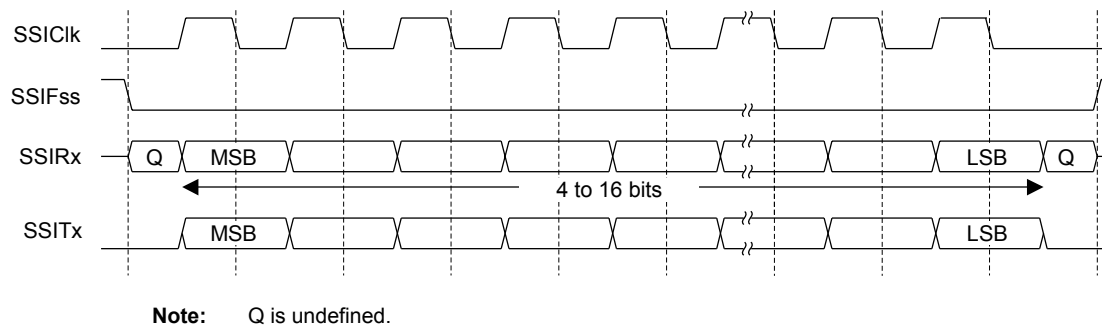 SSIClk
SSIFss
SSIRx Q MSB LSB Q
4 to 16 bits
SSITx MSB LSB
Note: Q is undefined.